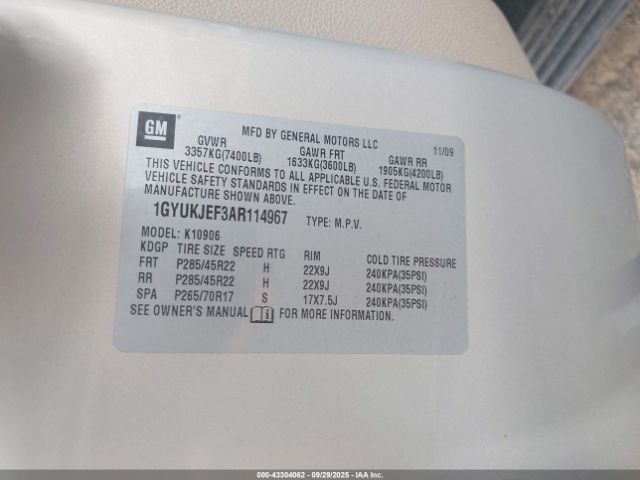 GM
MFD BY GENERAL MOTORS LLC 11/09
GVWR GAWR FRT GAWR RR
3357KG(7400LB) 1633KG(3600LB) 1905KG(4200LB)
THIS VEHICLE CONFORMS TO ALL APPLICABLE U.S. FEDERAL MOTOR
VEHICLE SAFETY STANDARDS IN EFFECT ON THE DATE OF
MANUFACTURE SHOWN ABOVE.
1GYUKJEF3AR114967 TYPE: M.P.V.
MODEL: K10906
KDGP TIRE SIZE SPEED RTG RIM COLD TIRE PRESSURE
FRT P285/45R22 H 22X9J 240KPA(35PSI)
RR P285/45R22 H 22X9J 240KPA(35PSI)
SPA P265/70R17 S 17X7.5J 240KPA(35PSI)
SEE OWNER'S MANUAL FOR MORE INFORMATION.
000-43304062 - 09/29/2025 - IAAI.COM